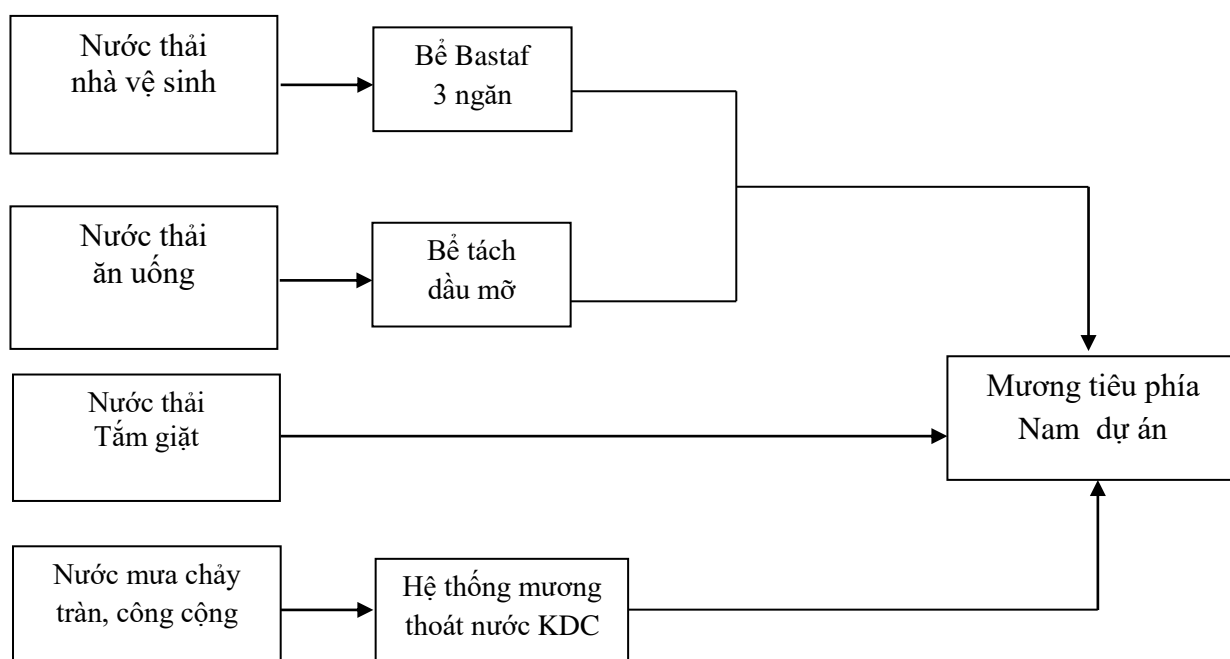 Nước thải
nhà vệ sinh
Bể Bastaf
3 ngăn
Nước thải
ăn uống
Bể tách
dầu mỡ
Nước thải
Tắm giặt
Mương tiêu phía
Nam dự án
Nước mưa chảy
tràn, công cộng
Hệ thống mương
thoát nước KDC